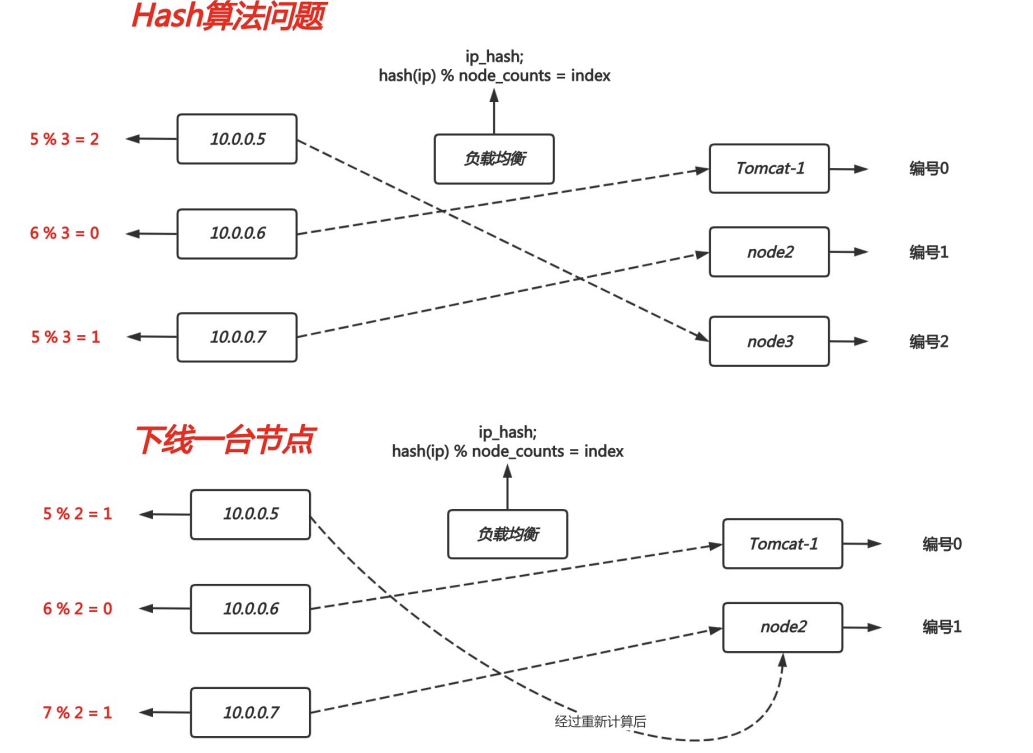 Hash算法问题
ip_hash;
hash(ip) % node_counts = index
5 % 3 = 2
10.0.0.5
负载均衡
Tomcat-1
编号0
6 % 3 = 0
10.0.0.6
node2
编号1
5 % 3 = 1
10.0.0.7
node3
编号2
下线一台节点
ip_hash;
hash(ip) % node_counts = index
5 % 2 = 1
10.0.0.5
负载均衡
Tomcat-1
编号0
6 % 2 = 0
10.0.0.6
node2
编号1
7 % 2 = 1
10.0.0.7
经过重新计算后